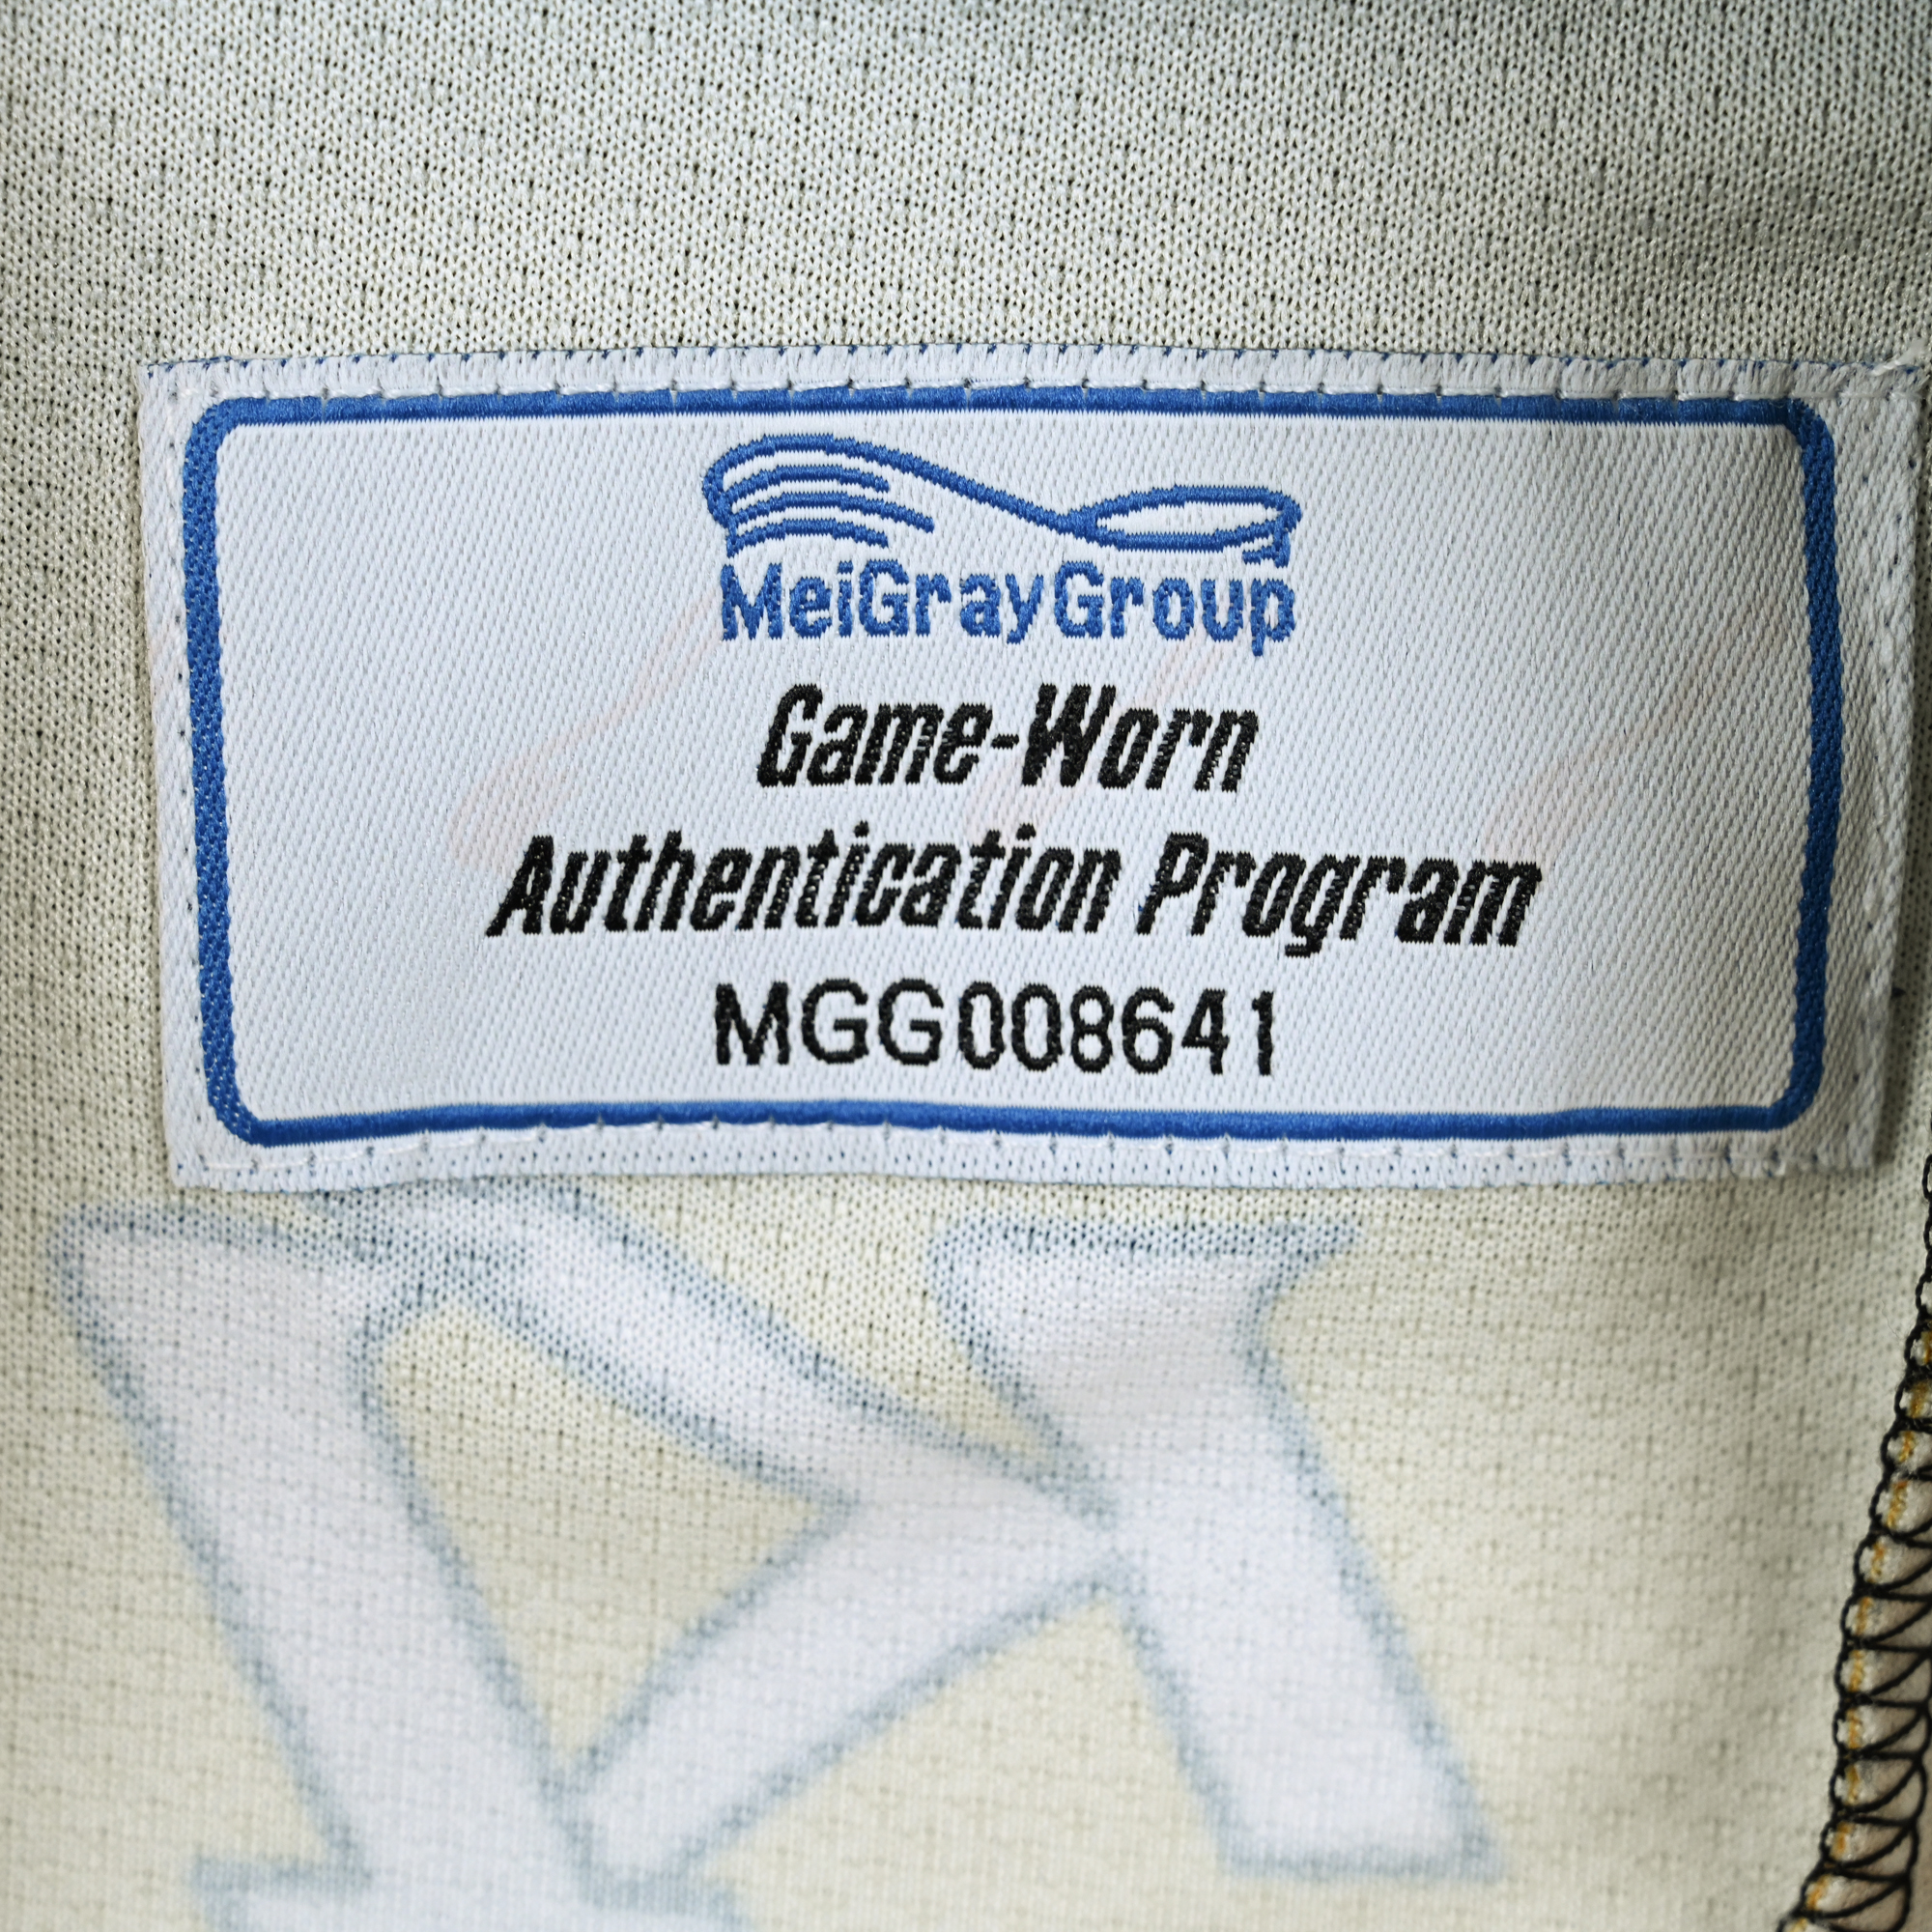 MeiGrayGroup
Game-Worn
Authentication Program
MGG008641